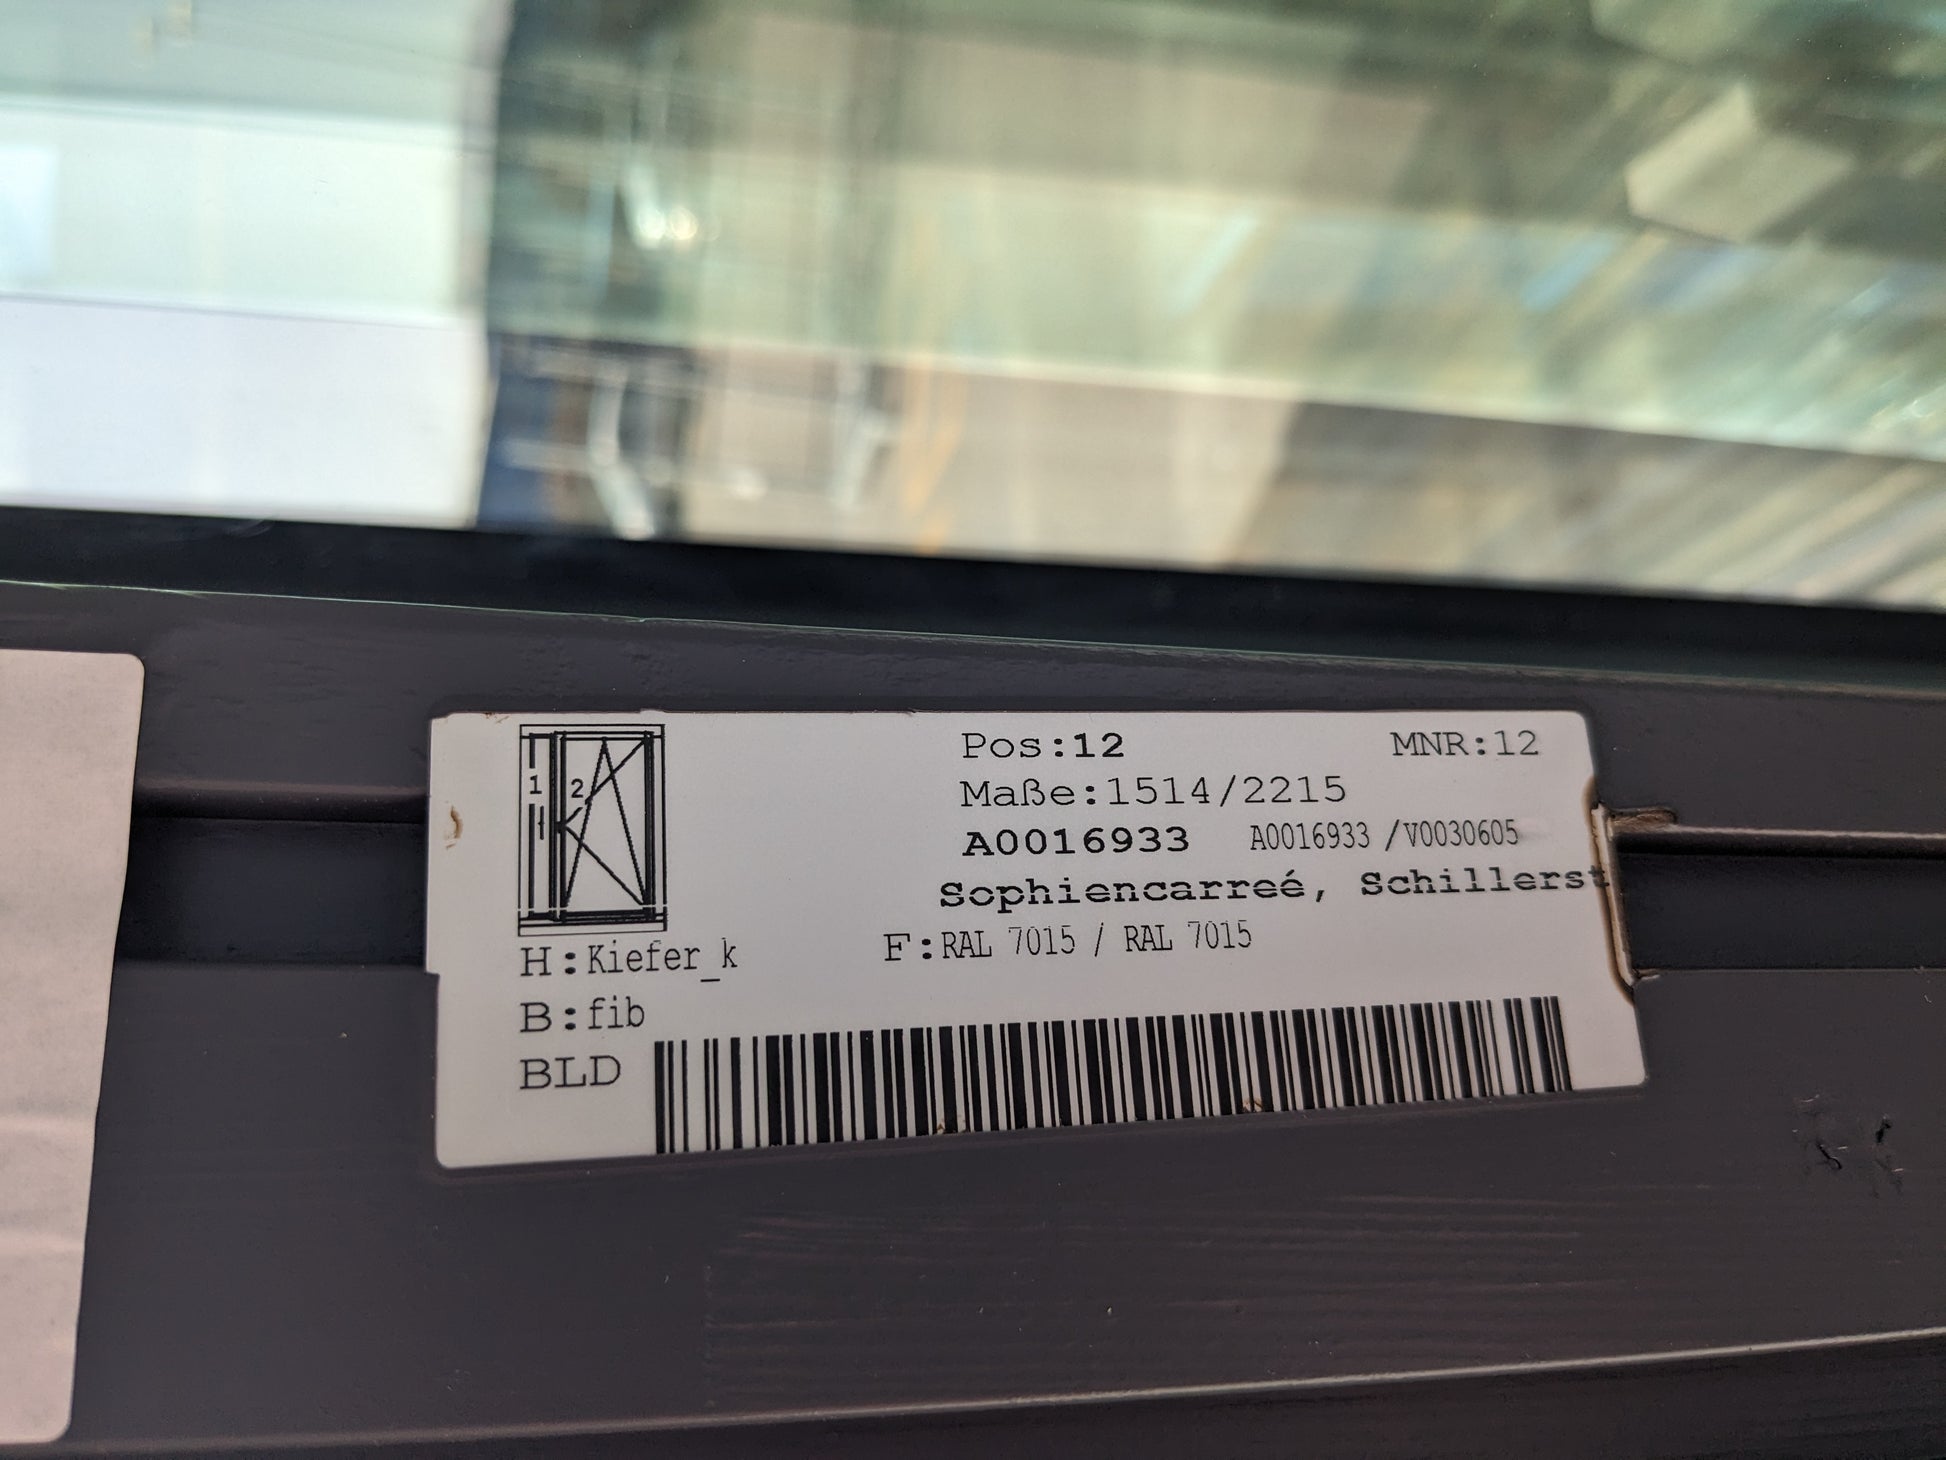 1 2
Pos:12 MNR:12
Maße:1514/2215
A0016933 A0016933 /V0030605
Sophiencarreé, Schillerst
H:Kiefer_k F:RAL 7015 / RAL 7015
B:fib
BLD